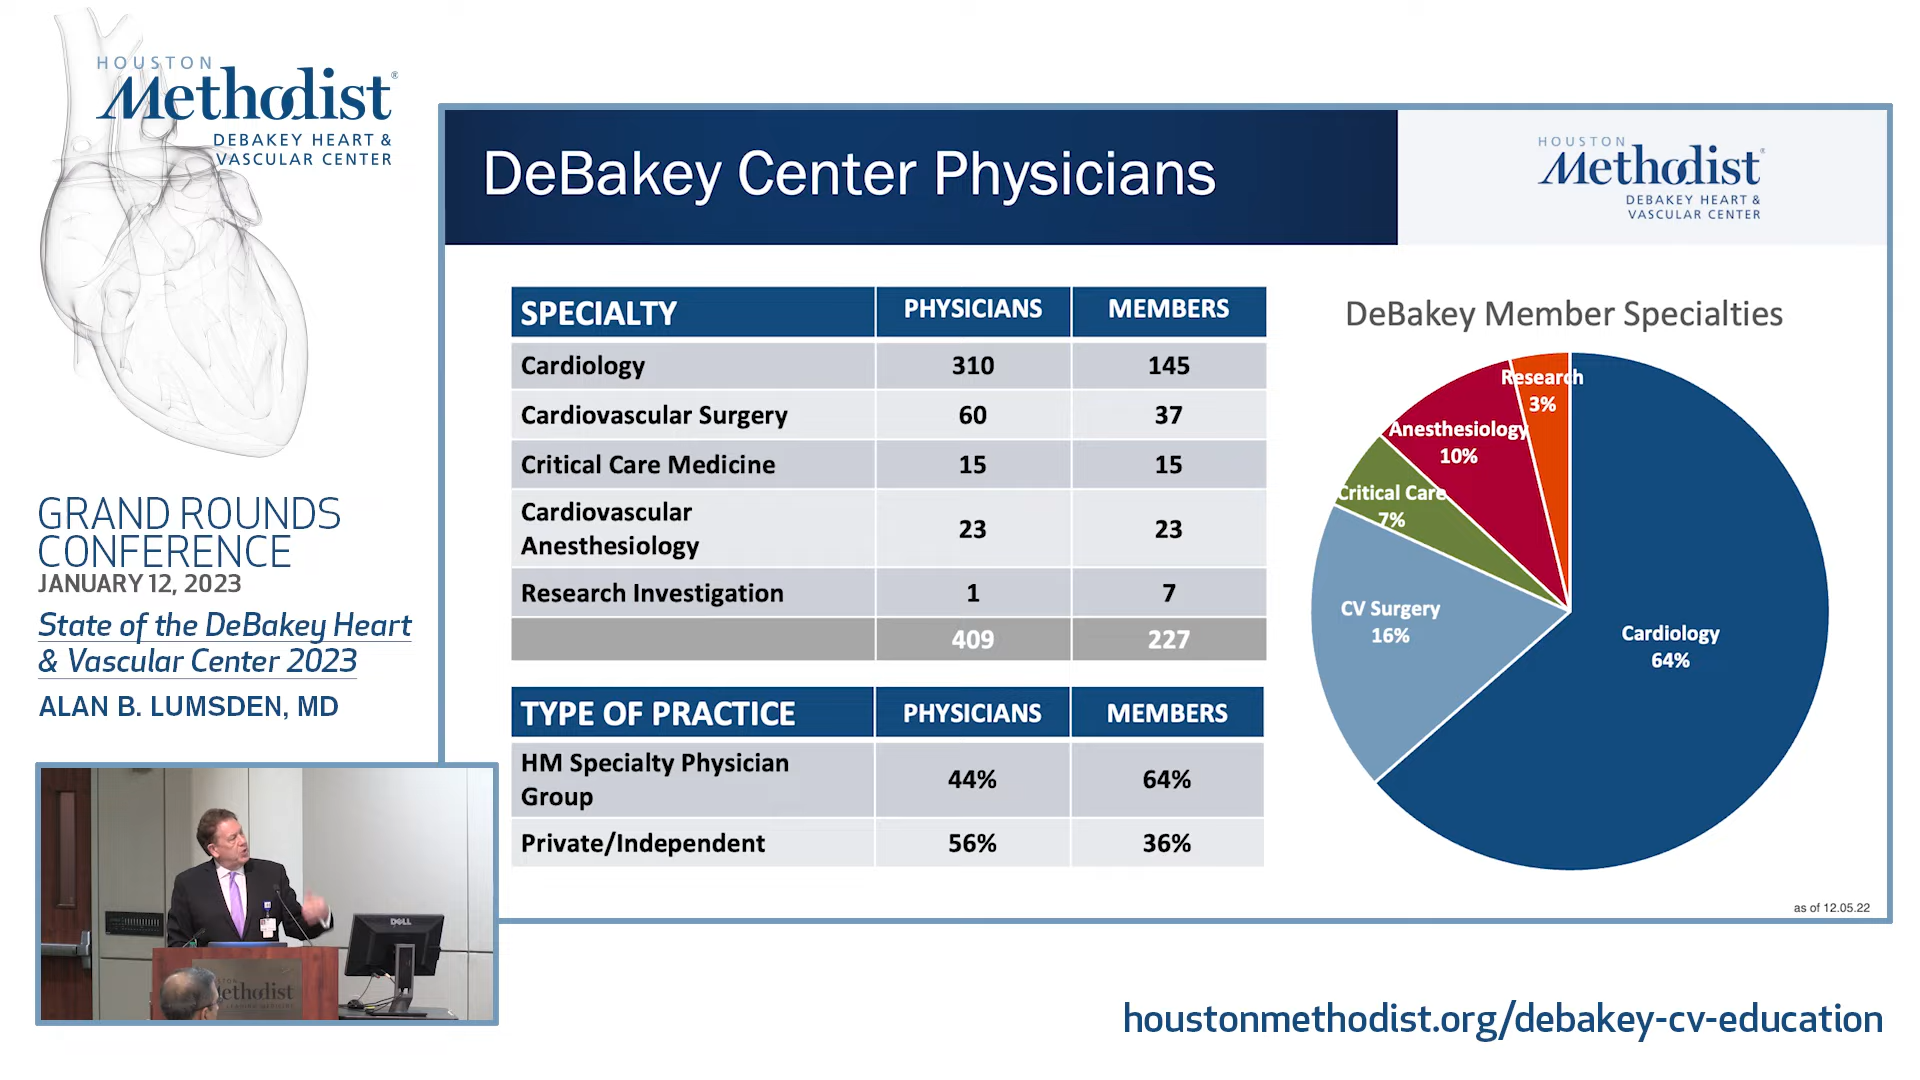 HOUSTON
Methodist®
DEBAKEY HEART &
VASCULAR CENTER
GRAND ROUNDS
CONFERENCE
JANUARY 12, 2023
State of the DeBakey Heart
& Vascular Center 2023
ALAN B. LUMSDEN, MD
DeBakey Center Physicians
HOUSTON
Methodist®
DEBAKEY HEART &
VASCULAR CENTER
SPECIALTY PHYSICIANS MEMBERS
Cardiology 310 145
Cardiovascular Surgery 60 37
Critical Care Medicine 15 15
Cardiovascular
Anesthesiology 23 23
Research Investigation 1 7
409 227
TYPE OF PRACTICE PHYSICIANS MEMBERS
HM Specialty Physician
Group 44% 64%
Private/Independent 56% 36%
DeBakey Member Specialties
Research
3%
Anesthesiology
10%
Critical Care
7%
CV Surgery
16%
Cardiology
64%
as of 12.05.22
DELL
ethodist
houstonmethodist.org/debakey-cv-education